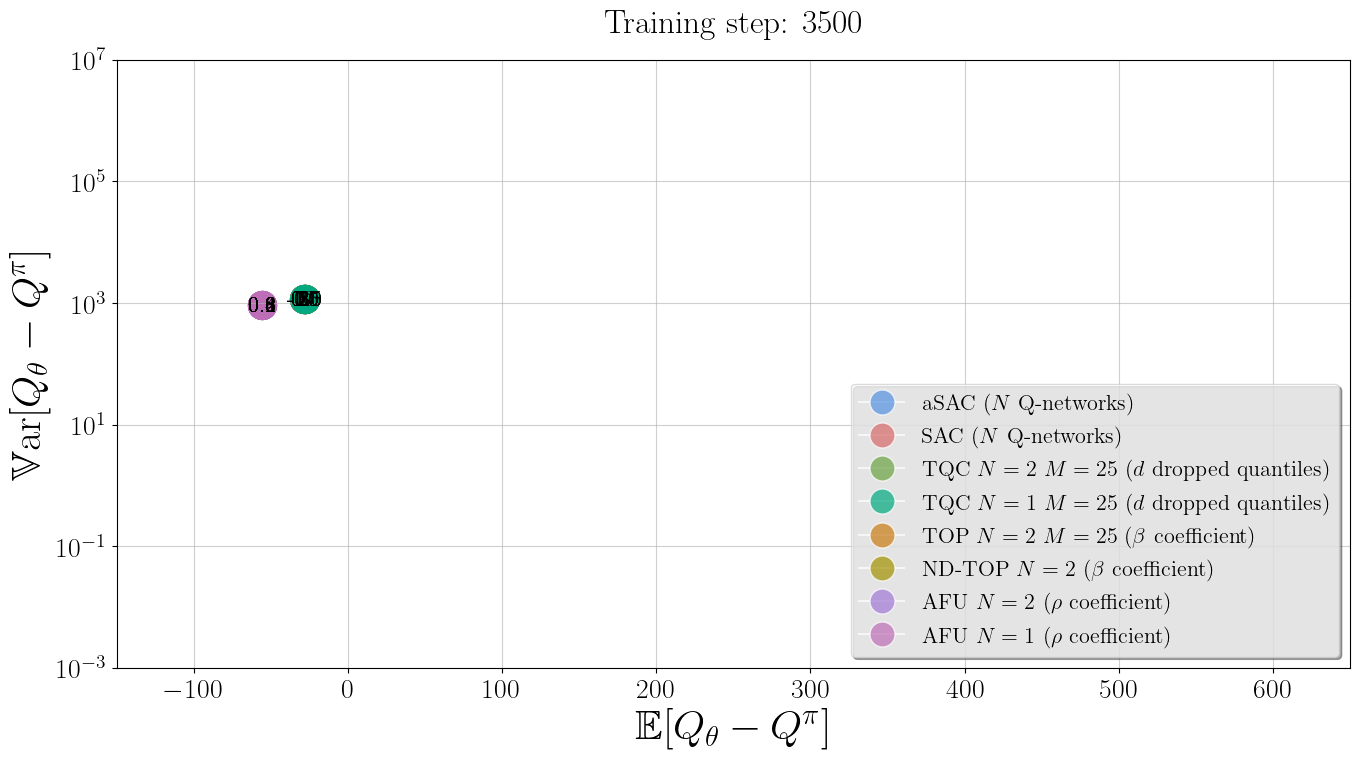 Training step: 3500
10^7
10^5
10^3
10^1
10^−1
10^−3
𝕍ar[Q_θ − Q^π]
−100 0 100 200 300 400 500 600
𝔼[Q_θ − Q^π]
aSAC (N Q-networks)
SAC (N Q-networks)
TQC N = 2 M = 25 (d dropped quantiles)
TQC N = 1 M = 25 (d dropped quantiles)
TOP N = 2 M = 25 (β coefficient)
ND-TOP N = 2 (β coefficient)
AFU N = 2 (ρ coefficient)
AFU N = 1 (ρ coefficient)